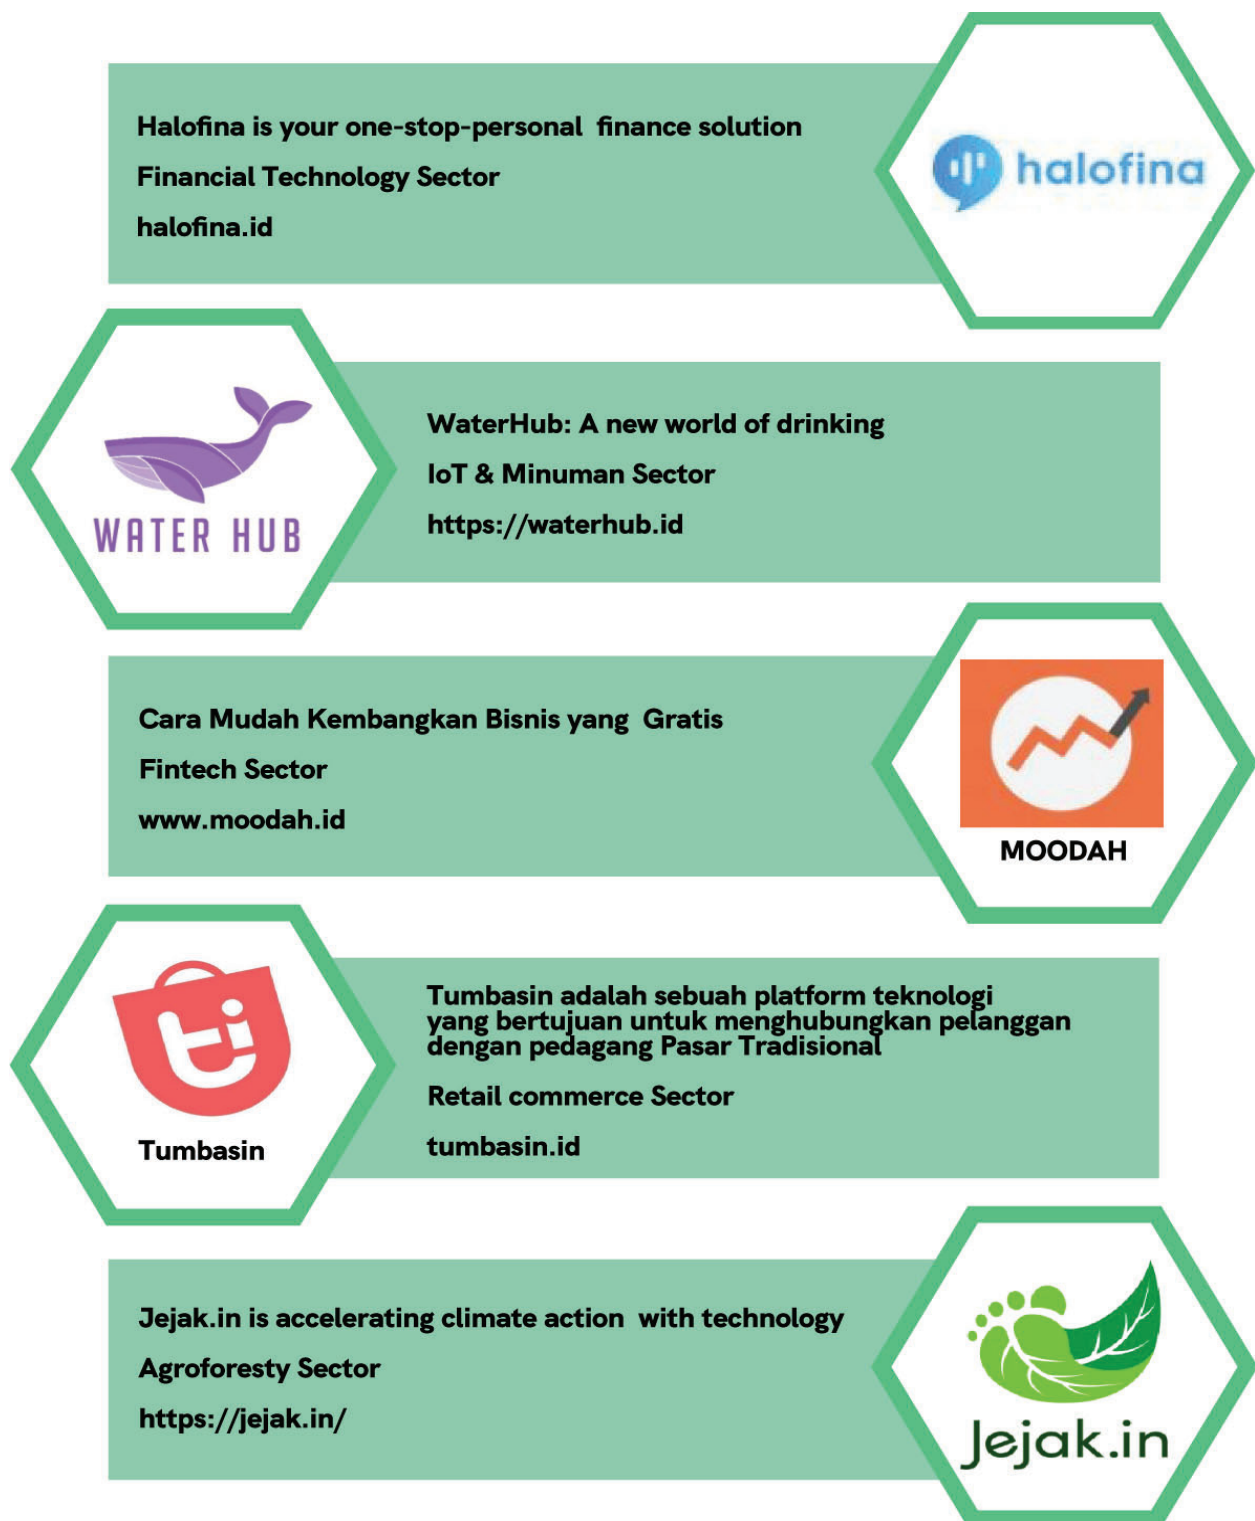 Halofina is your one-stop-personal finance solution
Financial Technology Sector
halofina.id
halofina
WATER HUB
WaterHub: A new world of drinking
IoT & Minuman Sector
https://waterhub.id
Cara Mudah Kembangkan Bisnis yang Gratis
Fintech Sector
www.moodah.id
MOODAH
ti
Tumbasin
Tumbasin adalah sebuah platform teknologi
yang bertujuan untuk menghubungkan pelanggan
dengan pedagang Pasar Tradisional
Retail commerce Sector
tumbasin.id
Jejak.in is accelerating climate action with technology
Agroforesty Sector
https://jejak.in/
Jejak.in